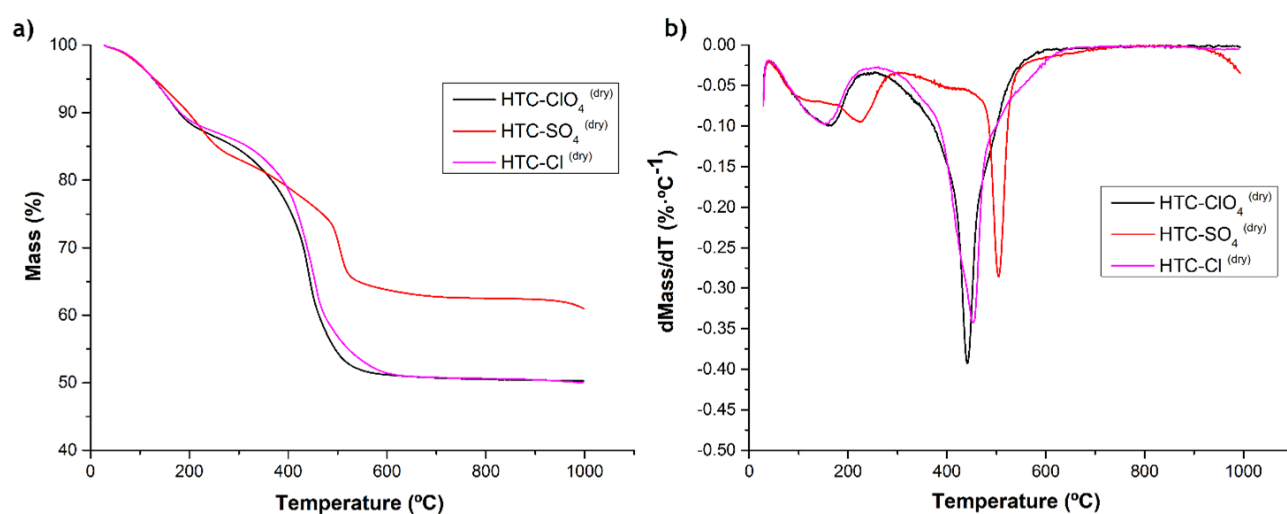 a)
100
90
80
70
60
50
40
Mass (%)
0
200
400
600
800
1000
Temperature (ºC)
HTC-ClO₄ (dry)
HTC-SO₄ (dry)
HTC-Cl (dry)
b)
0.00
-0.05
-0.10
-0.15
-0.20
-0.25
-0.30
-0.35
-0.40
-0.45
-0.50
dMass/dT (%·ºC⁻¹)
0
200
400
600
800
1000
Temperature (ºC)
HTC-ClO₄ (dry)
HTC-SO₄ (dry)
HTC-Cl (dry)